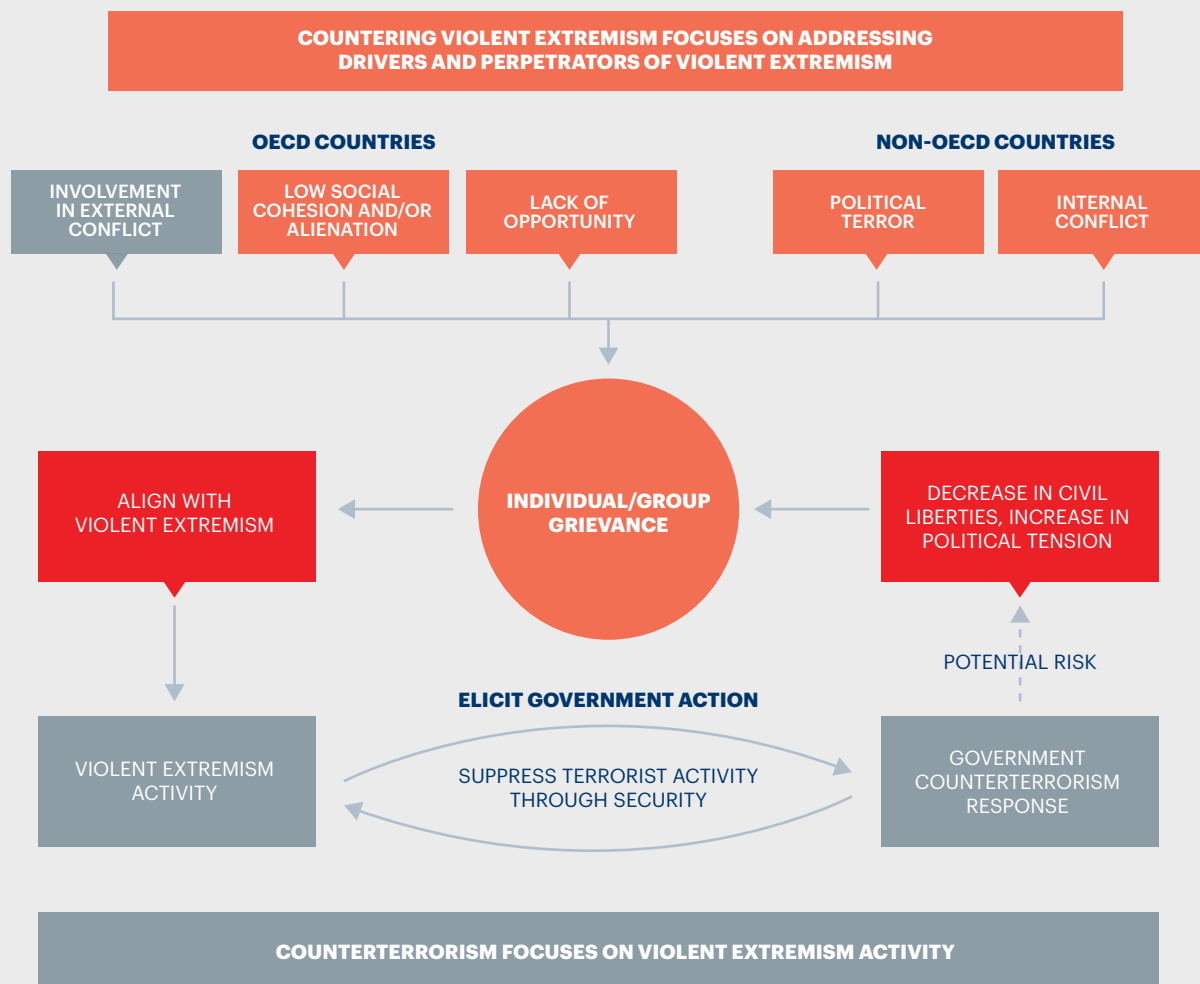 COUNTERING VIOLENT EXTREMISM FOCUSES ON ADDRESSING
DRIVERS AND PERPETRATORS OF VIOLENT EXTREMISM
OECD COUNTRIES
NON-OECD COUNTRIES
INVOLVEMENT
IN EXTERNAL
CONFLICT
LOW SOCIAL
COHESION AND/OR
ALIENATION
LACK OF
OPPORTUNITY
POLITICAL
TERROR
INTERNAL
CONFLICT
ALIGN WITH
VIOLENT EXTREMISM
INDIVIDUAL/GROUP
GRIEVANCE
DECREASE IN CIVIL
LIBERTIES, INCREASE IN
POLITICAL TENSION
POTENTIAL RISK
ELICIT GOVERNMENT ACTION
VIOLENT EXTREMISM
ACTIVITY
SUPPRESS TERRORIST ACTIVITY
THROUGH SECURITY
GOVERNMENT
COUNTERTERRORISM
RESPONSE
COUNTERTERRORISM FOCUSES ON VIOLENT EXTREMISM ACTIVITY